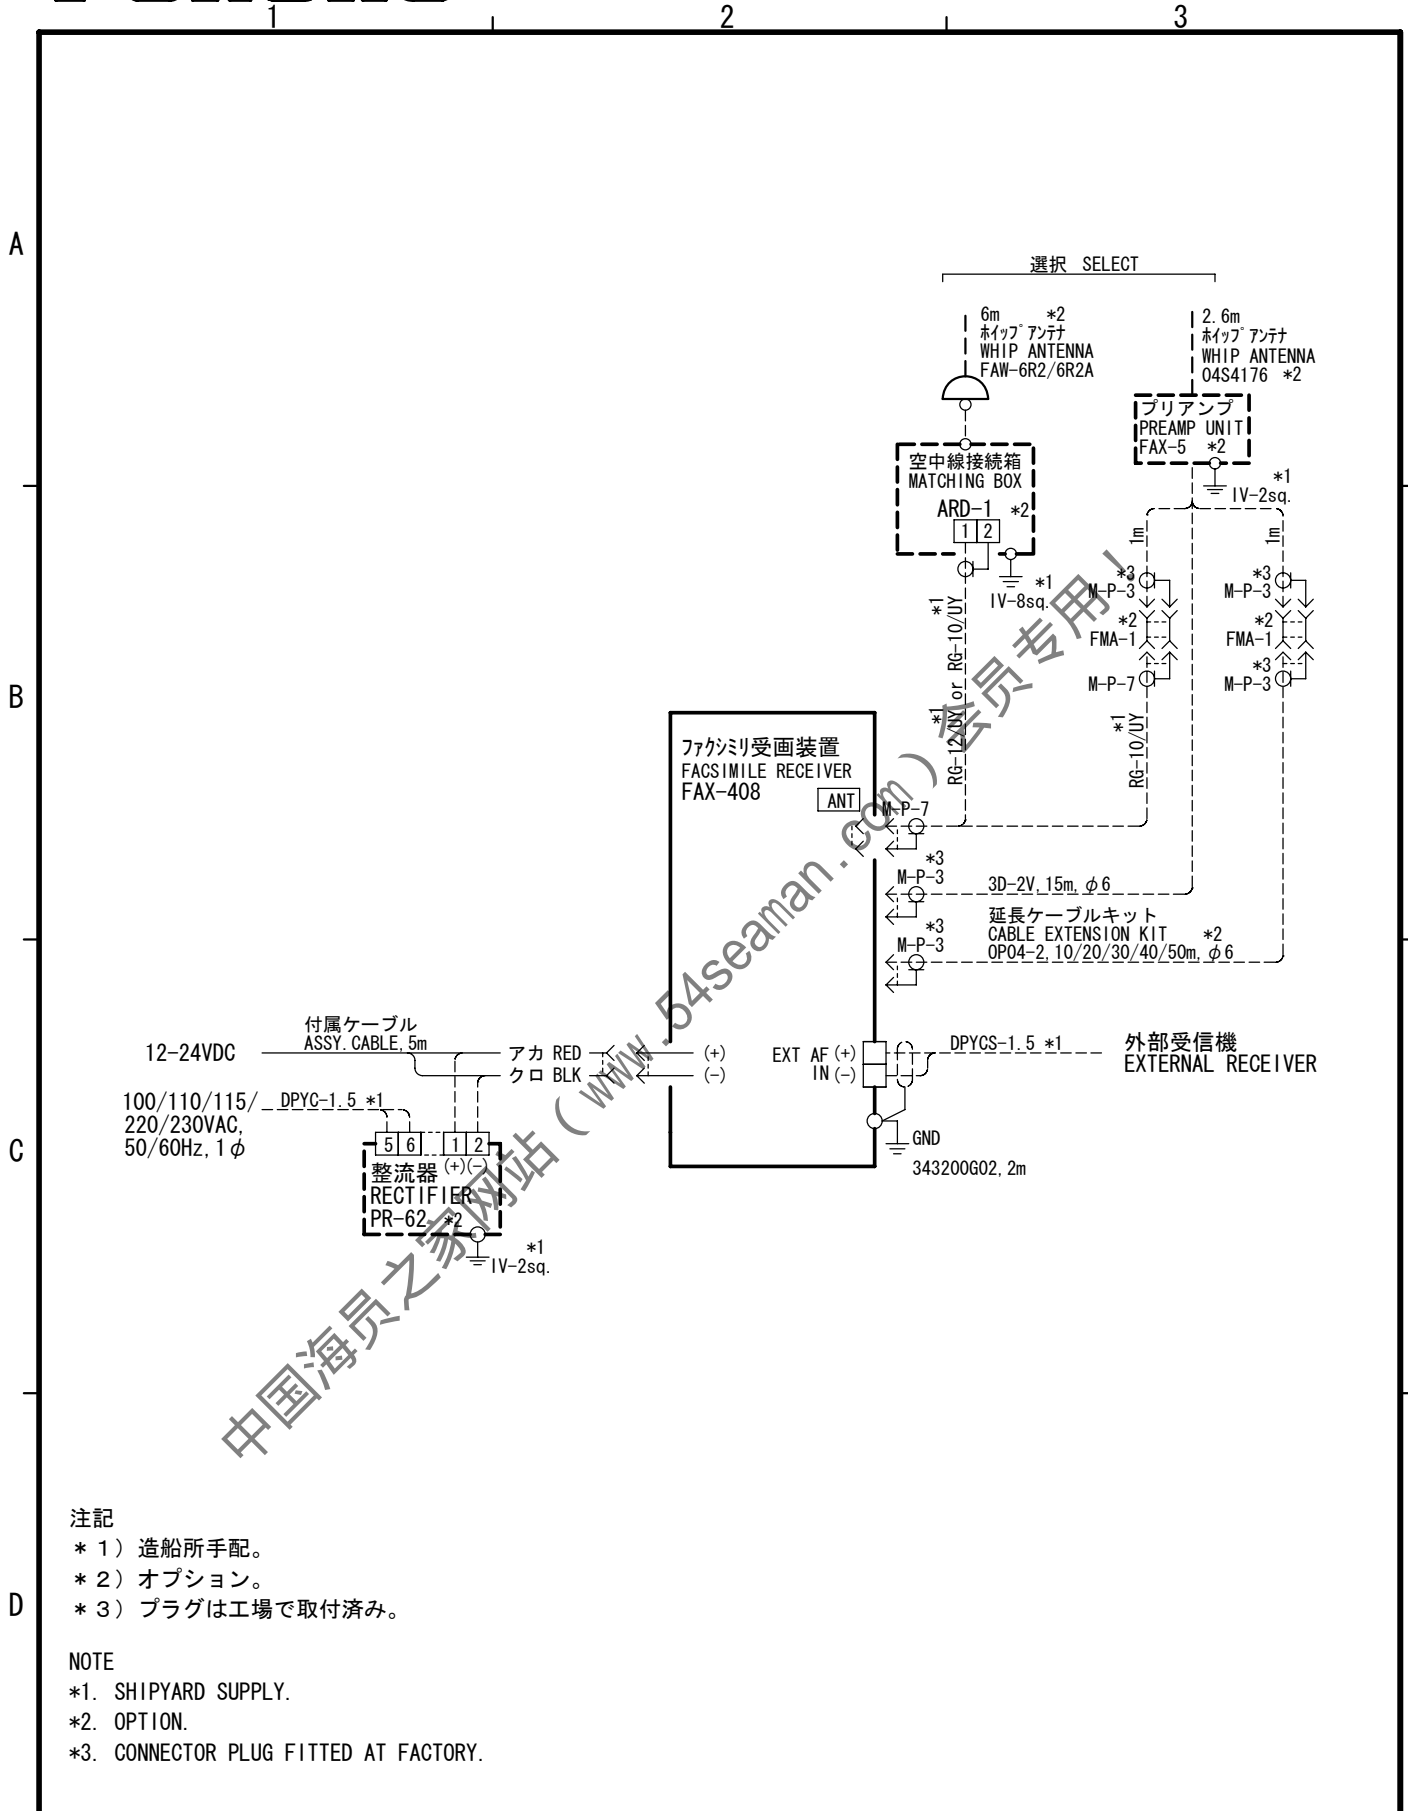 1
2
3
A
選択 SELECT
6m *2
ﾎｲｯﾌﾟｱﾝﾃﾅ
WHIP ANTENNA
FAW-6R2/6R2A
2.6m
ﾎｲｯﾌﾟｱﾝﾃﾅ
WHIP ANTENNA
04S4176 *2
プリアンプ
PREAMP UNIT
FAX-5 *2
*1
IV-2sq.
空中線接続箱
MATCHING BOX
ARD-1 *2
1 2
*1
IV-8sq.
1m
1m
*3
M-P-3
*3
M-P-3
*2
FMA-1
*2
FMA-1
M-P-7
*3
M-P-3
*1
*1
RG-12/UY or RG-10/UY
*1
RG-10/UY
B
ﾌｧｸｼﾐﾘ受画装置
FACSIMILE RECEIVER
FAX-408
ANT
M-P-7
*3
M-P-3
3D-2V,15m,φ6
*3
M-P-3
延長ケーブルキット
CABLE EXTENSION KIT *2
OP04-2,10/20/30/40/50m,φ6
12-24VDC
付属ケーブル
ASSY.CABLE,5m
アカ RED
クロ BLK
(+)
(-)
EXT AF (+)
IN (-)
DPYCS-1.5 *1
外部受信機
EXTERNAL RECEIVER
100/110/115/
220/230VAC,
50/60Hz,1φ
DPYC-1.5 *1
5 6 1 2
(+)(-)
整流器
RECTIFIER
PR-62 *2
*1
IV-2sq.
C
GND
343200G02,2m
中国海员之家网站（www.54seaman.com）会员专用！
D
注記
＊１）造船所手配。
＊２）オプション。
＊３）プラグは工場で取付済み。
NOTE
*1. SHIPYARD SUPPLY.
*2. OPTION.
*3. CONNECTOR PLUG FITTED AT FACTORY.